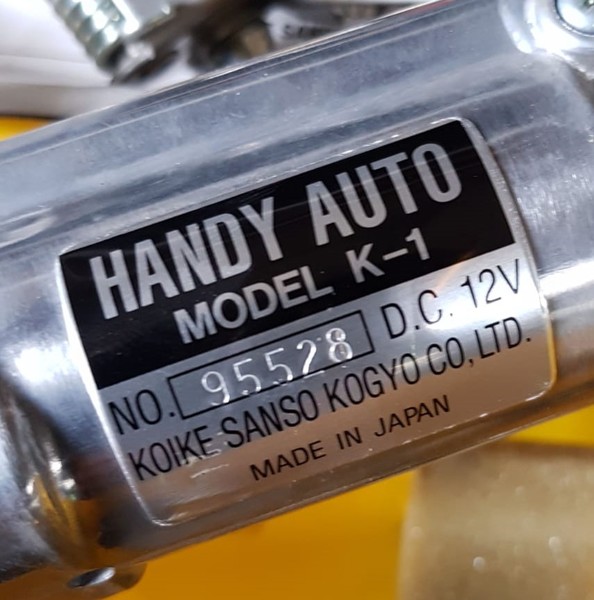 HANDY AUTO
MODEL K-1
NO. 95528 D.C. 12V
KOIKE SANSO KOGYO CO,LTD.
MADE IN JAPAN